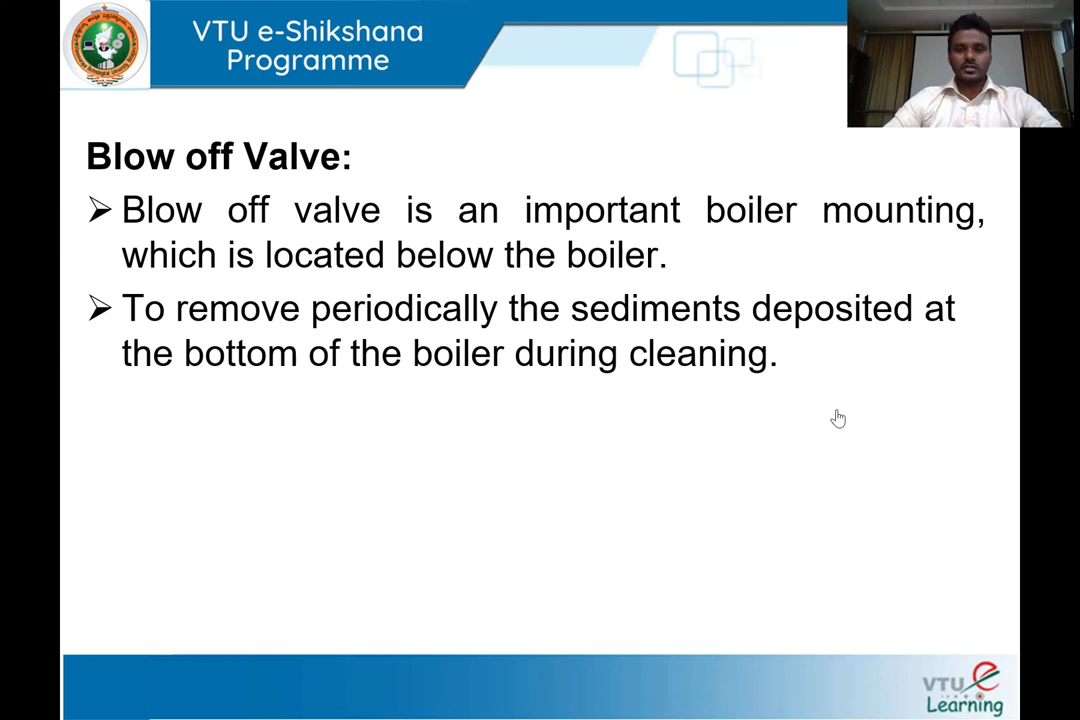 VTU e-Shikshana
Programme
Blow off Valve:
➢ Blow off valve is an important boiler mounting,
which is located below the boiler.
➢ To remove periodically the sediments deposited at
the bottom of the boiler during cleaning.
VTU e
Learning